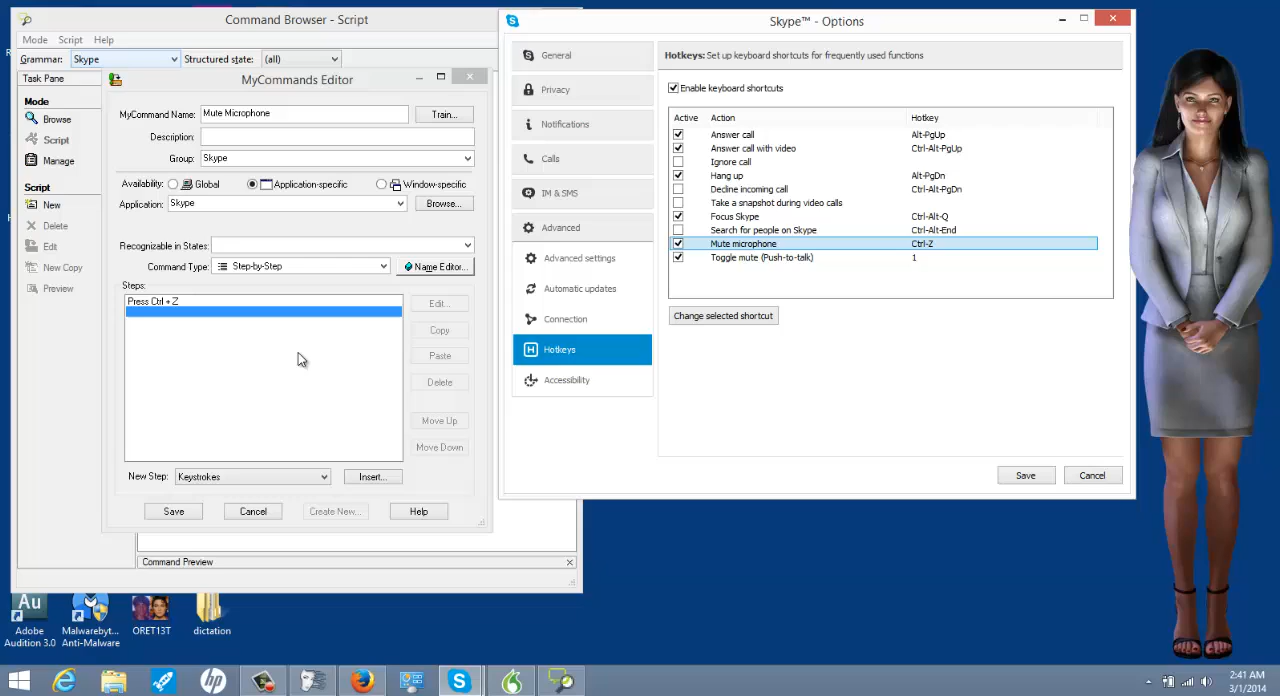 Command Browser - Script
Mode Script Help
Grammar: Skype Structured state: (all)
Task Pane
Mode
Browse
Script
Manage
Script
New
Delete
Edit
New Copy
Preview
MyCommands Editor
MyCommand Name: Mute Microphone Train...
Description:
Group: Skype
Availability: Global Application-specific Window-specific
Application: Skype Browse...
Recognizable in States:
Command Type: Step-by-Step Name Editor...
Steps:
Press Ctrl + Z
Edit...
Copy
Paste
Delete
Move Up
Move Down
New Step: Keystrokes Insert...
Save Cancel Create New... Help
Command Preview
Skype™ - Options
General
Privacy
Notifications
Calls
IM & SMS
Advanced
Advanced settings
Automatic updates
Connection
Hotkeys
Accessibility
Hotkeys: Set up keyboard shortcuts for frequently used functions
Enable keyboard shortcuts
Active Action Hotkey
Answer call Alt-PgUp
Answer call with video Ctrl-Alt-PgUp
Ignore call
Hang up Alt-PgDn
Decline incoming call Ctrl-Alt-PgDn
Take a snapshot during video calls
Focus Skype Ctrl-Alt-Q
Search for people on Skype Ctrl-Alt-End
Mute microphone Ctrl-Z
Toggle mute (Push-to-talk) 1
Change selected shortcut
Save Cancel
Au
Adobe
Audition 3.0
Malwarebyt...
Anti-Malware
ORET13T
dictation
hp
2:41 AM
3/1/2014